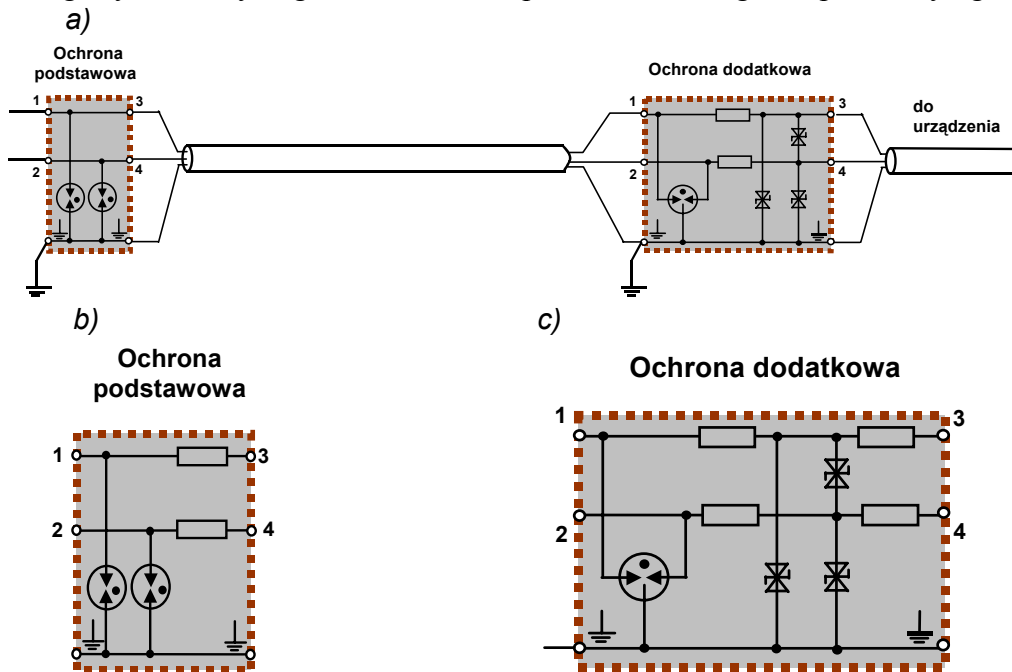 a)
Ochrona
podstawowa
1
3
2
4
Ochrona dodatkowa
1
3
2
4
do
urządzenia
b)
Ochrona
podstawowa
1
3
2
4
c)
Ochrona dodatkowa
1
3
2
4